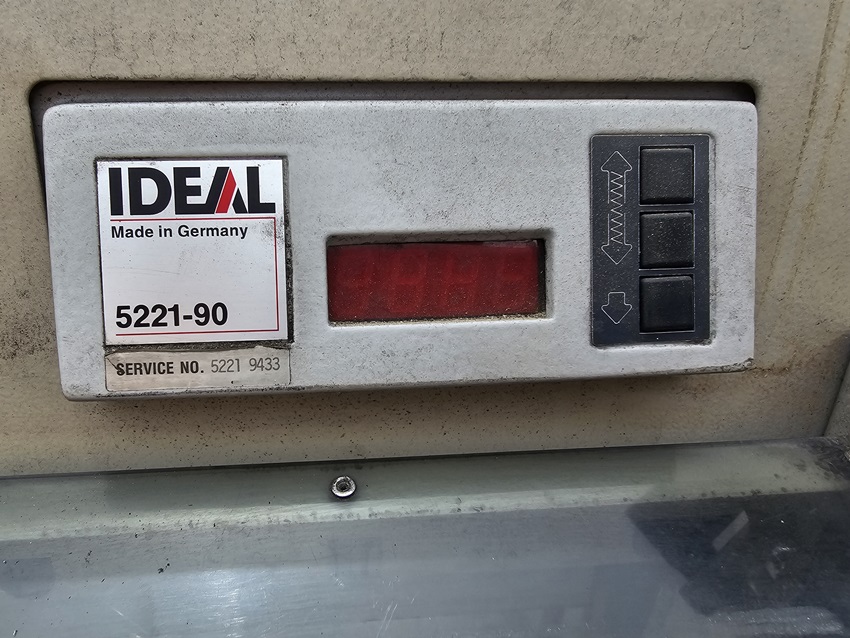 IDEAL
Made in Germany
5221-90
SERVICE NO. 5221 9433